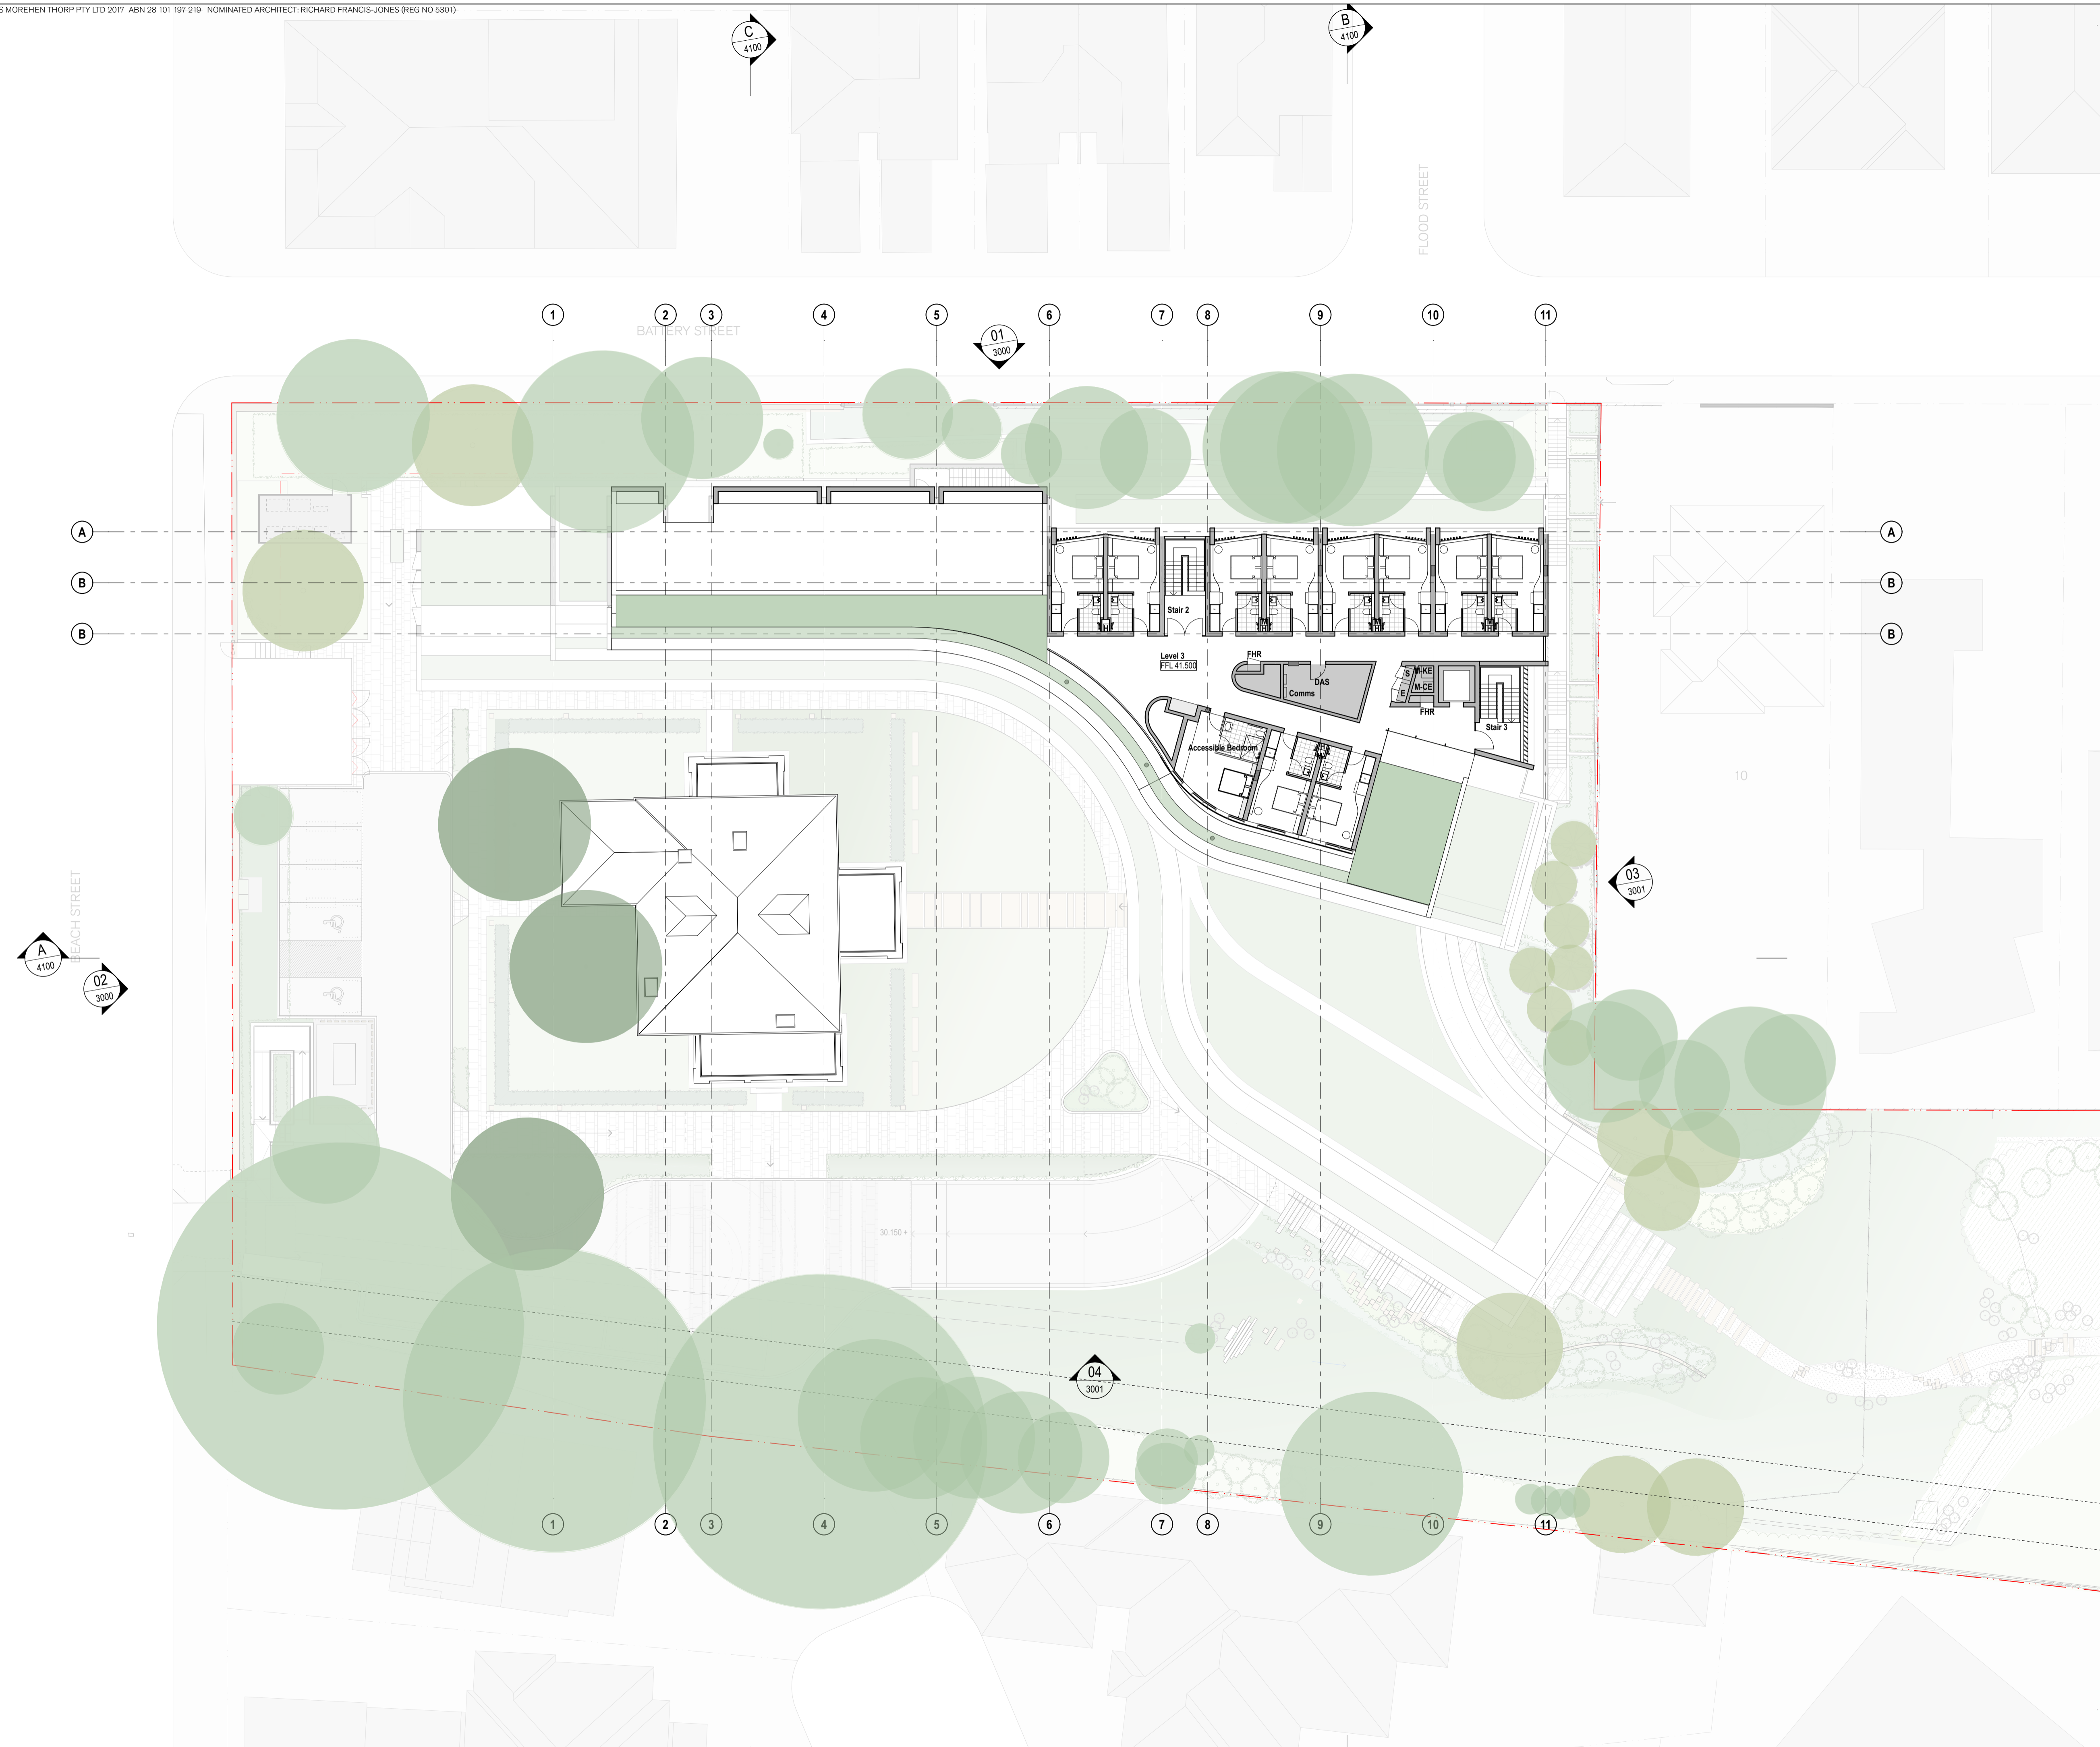 S MOREHEN THORP PTY LTD 2017 ABN 28 101 197 219 NOMINATED ARCHITECT: RICHARD FRANCIS-JONES (REG NO 5301)
C
4100
B
4100
FLOOD STREET
1
2
3
4
5
6
7
8
9
10
11
BATTERY STREET
01
3000
A
A
B
B
Stair 2
B
B
Level 3
FFL 41.500
FHR
DAS
Comms
S
M-KE
E
M-CE
FHR
Stair 3
Accessible Bedroom
H
H
H
H
H
10
03
3001
BEACH STREET
A
4100
02
3000
30.150 +
04
3001
1
2
3
4
5
6
7
8
9
10
11